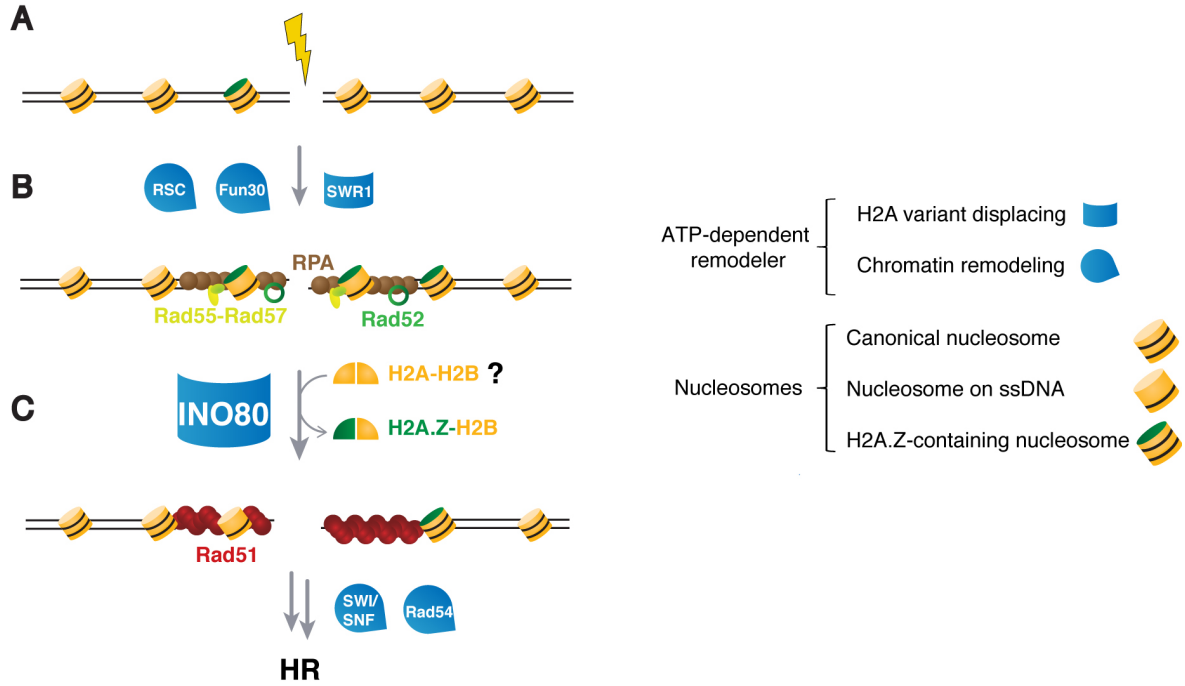 A
B
RSC
Fun30
SWR1
RPA
Rad55-Rad57
Rad52
C
INO80
H2A-H2B ?
H2A.Z-H2B
Rad51
SWI/
SNF
Rad54
HR
ATP-dependent
remodeler
H2A variant displacing
Chromatin remodeling
Nucleosomes
Canonical nucleosome
Nucleosome on ssDNA
H2A.Z-containing nucleosome